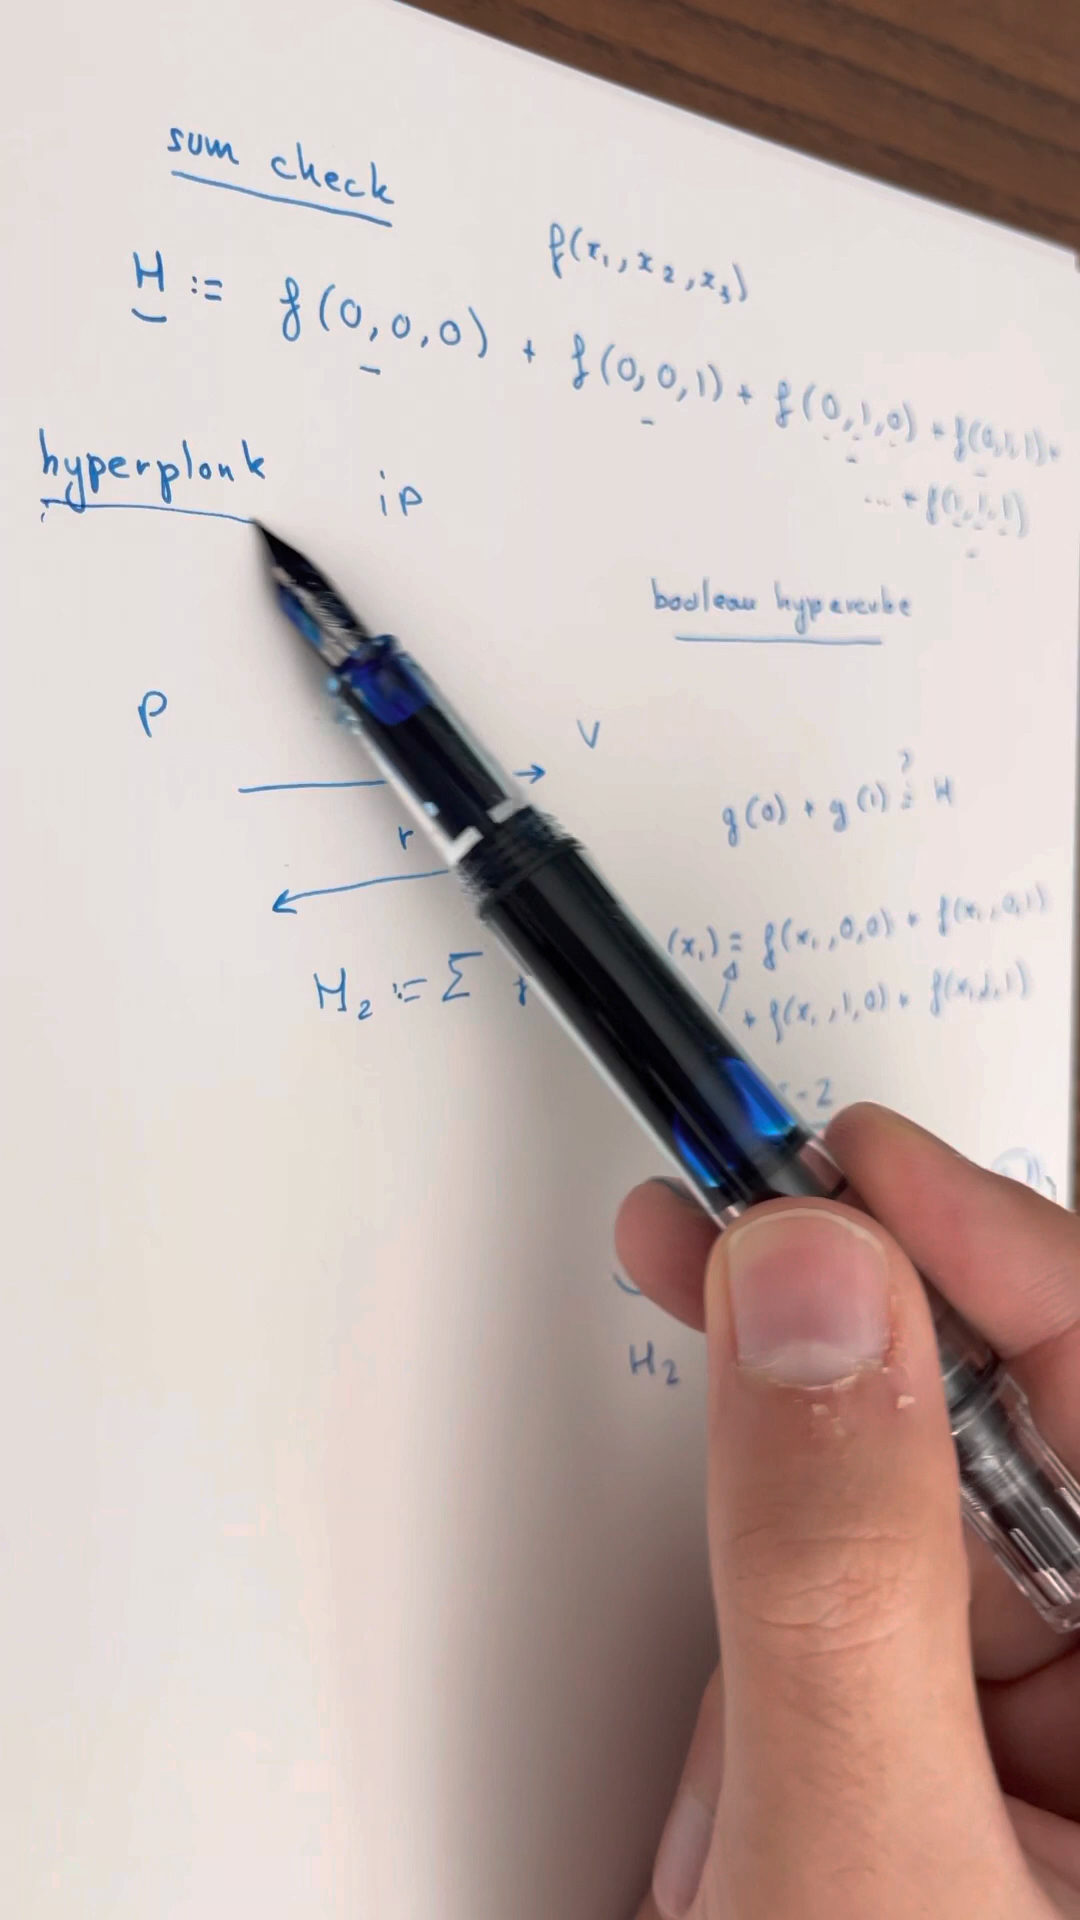 sum check
f(x₁, x₂, x₃)
H := f(0,0,0) + f(0,0,1) + f(0,1,0) + f(0,1,1) +
... + f(1,1,1)
hyperplonk
ip
boolean hypercube
P
V
r
g(0) + g(1) ≟ H
(x₁) = f(x₁,0,0) + f(x₁,0,1)
+ f(x₁,1,0) + f(x₁,1,1)
H₂ := Σ
-2
H₂